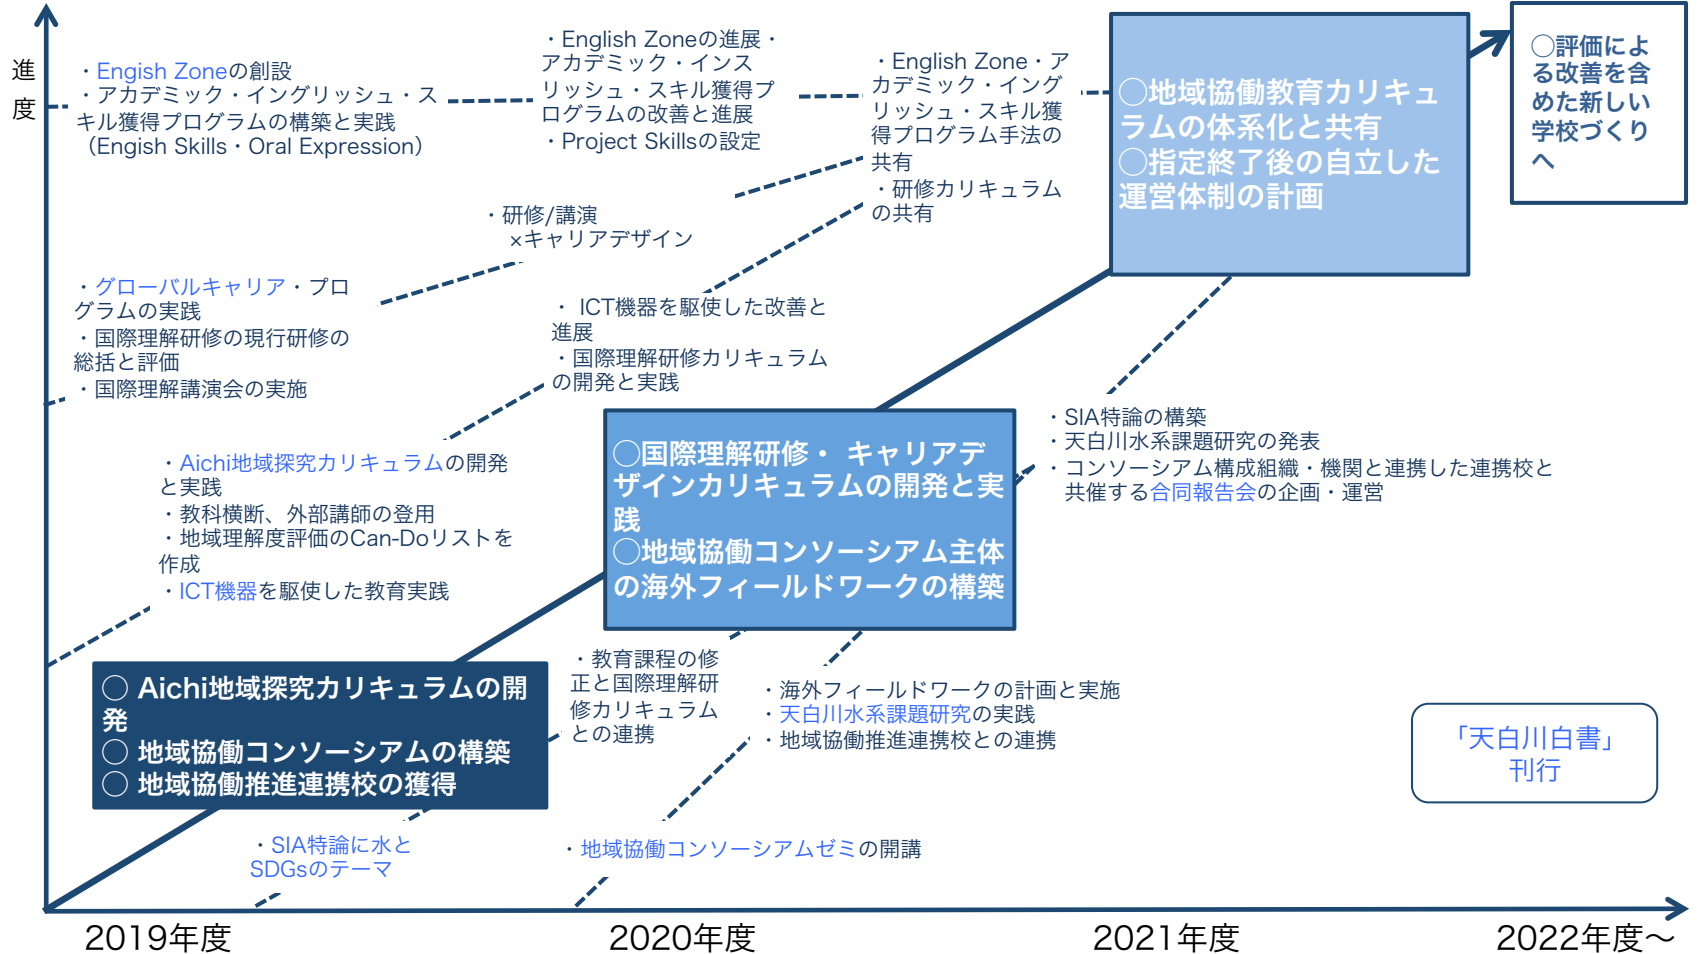 進
度
・Engish Zoneの創設
・アカデミック・イングリッシュ・ス
キル獲得プログラムの構築と実践
（Engish Skills・Oral Expression）
・English Zoneの進展・
アカデミック・インス
リッシュ・スキル獲得プ
ログラムの改善と進展
・Project Skillsの設定
・English Zone・ア
カデミック・イング
リッシュ・スキル獲
得プログラム手法の
共有
・研修カリキュラム
の共有
〇地域協働教育カリキュ
ラムの体系化と共有
〇指定終了後の自立した
運営体制の計画
〇評価によ
る改善を含
めた新しい
学校づくり
へ
・研修/講演
×キャリアデザイン
・グローバルキャリア・プロ
グラムの実践
・国際理解研修の現行研修の
総括と評価
・国際理解講演会の実施
・ ICT機器を駆使した改善と
進展
・国際理解研修カリキュラム
の開発と実践
・Aichi地域探究カリキュラムの開発
と実践
・教科横断、外部講師の登用
・地域理解度評価のCan-Doリストを
作成
・ICT機器を駆使した教育実践
〇国際理解研修・ キャリアデ
ザインカリキュラムの開発と実
践
〇地域協働コンソーシアム主体
の海外フィールドワークの構築
・SIA特論の構築
・天白川水系課題研究の発表
・コンソーシアム構成組織・機関と連携した連携校と
共催する合同報告会の企画・運営
〇 Aichi地域探究カリキュラムの開
発
〇 地域協働コンソーシアムの構築
〇 地域協働推進連携校の獲得
・教育課程の修
正と国際理解研
修カリキュラム
との連携
・海外フィールドワークの計画と実施
・天白川水系課題研究の実践
・地域協働推進連携校との連携
「天白川白書」
刊行
・SIA特論に水と
SDGsのテーマ
・地域協働コンソーシアムゼミの開講
2019年度
2020年度
2021年度
2022年度～